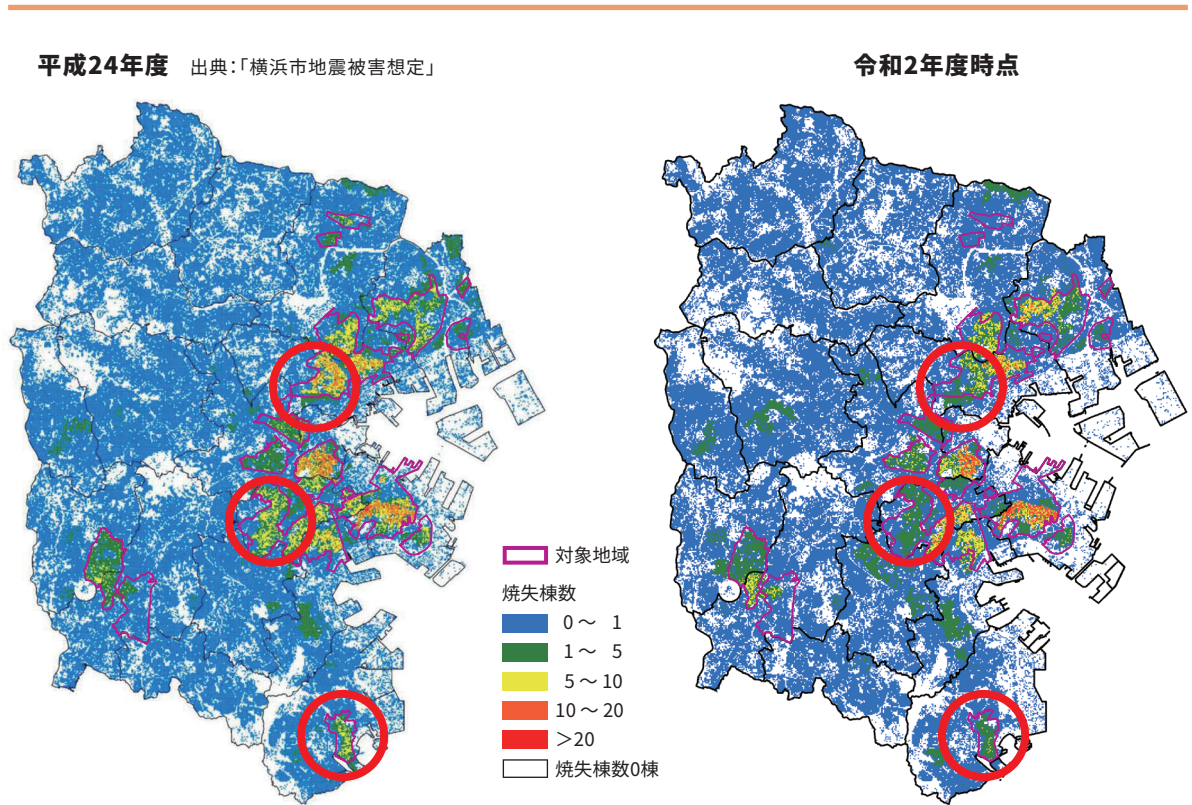 平成24年度 出典：「横浜市地震被害想定」
令和2年度時点
対象地域
焼失棟数
0～ 1
1～ 5
5～10
10～20
＞20
焼失棟数0棟